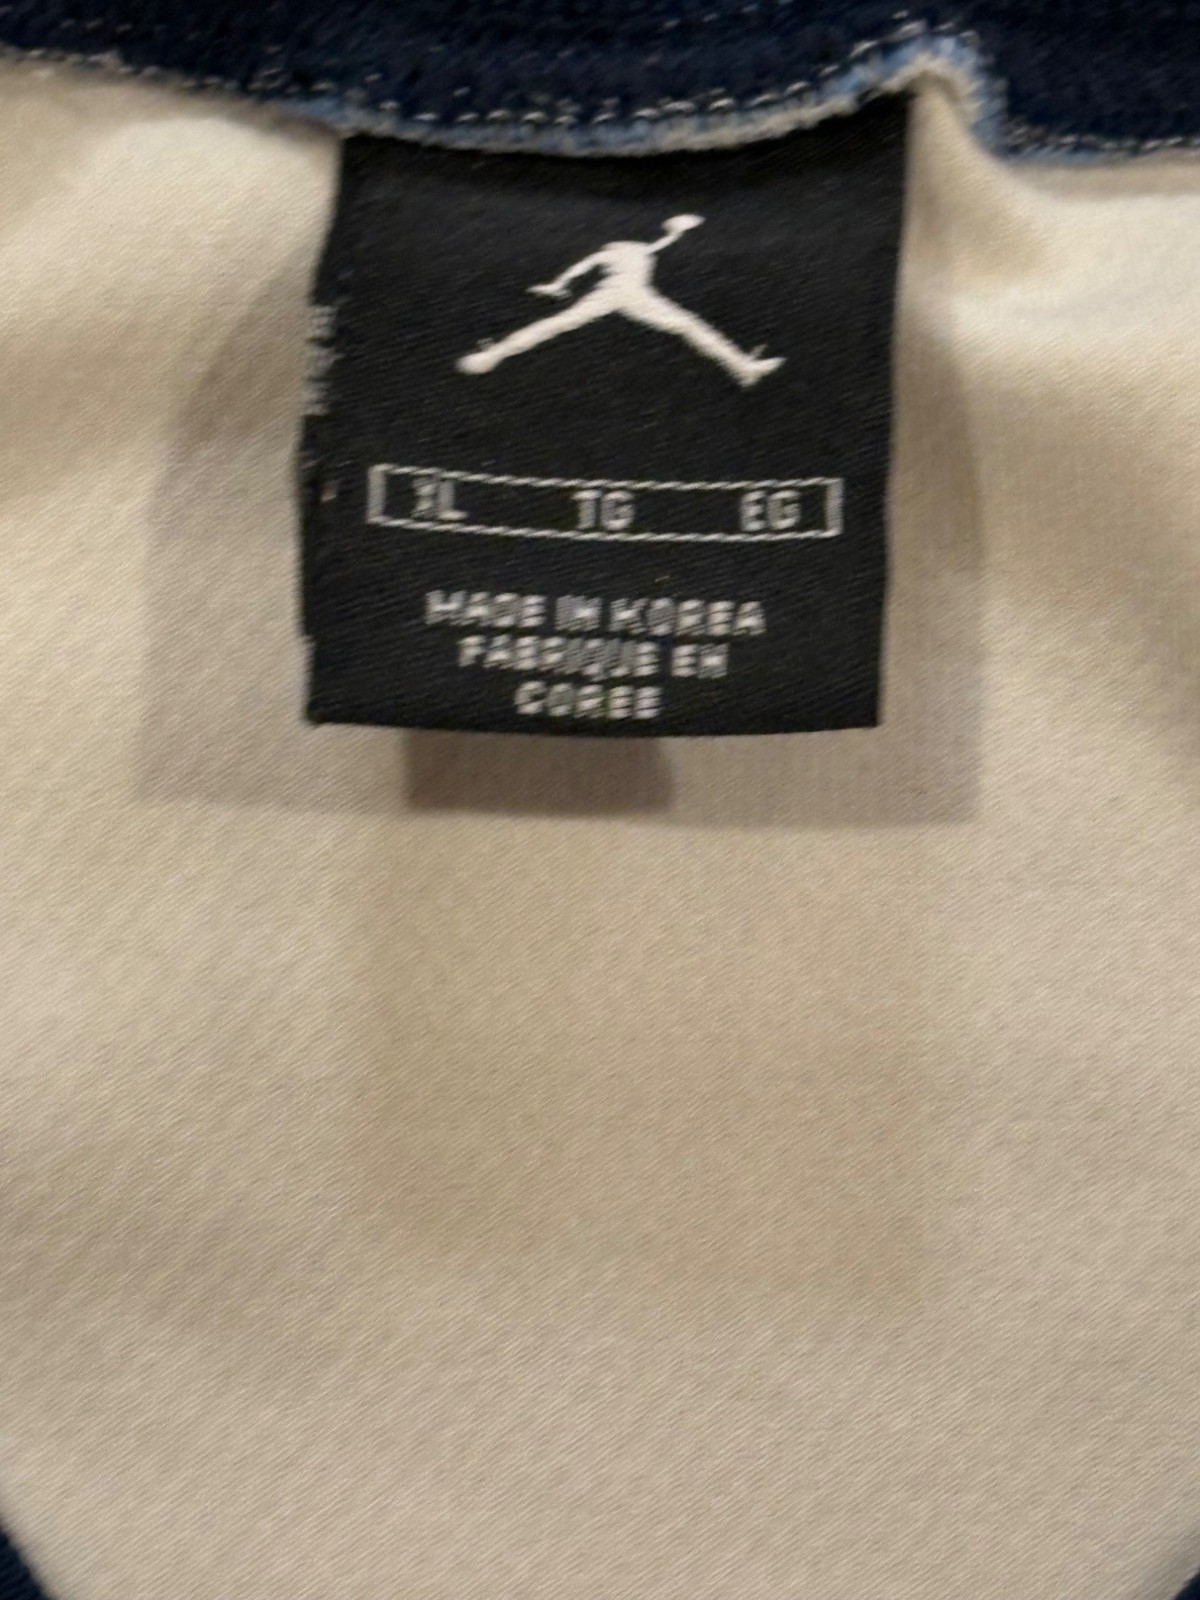 XL TG EG
MADE IN KOREA
FABRIQUE EN
COREE